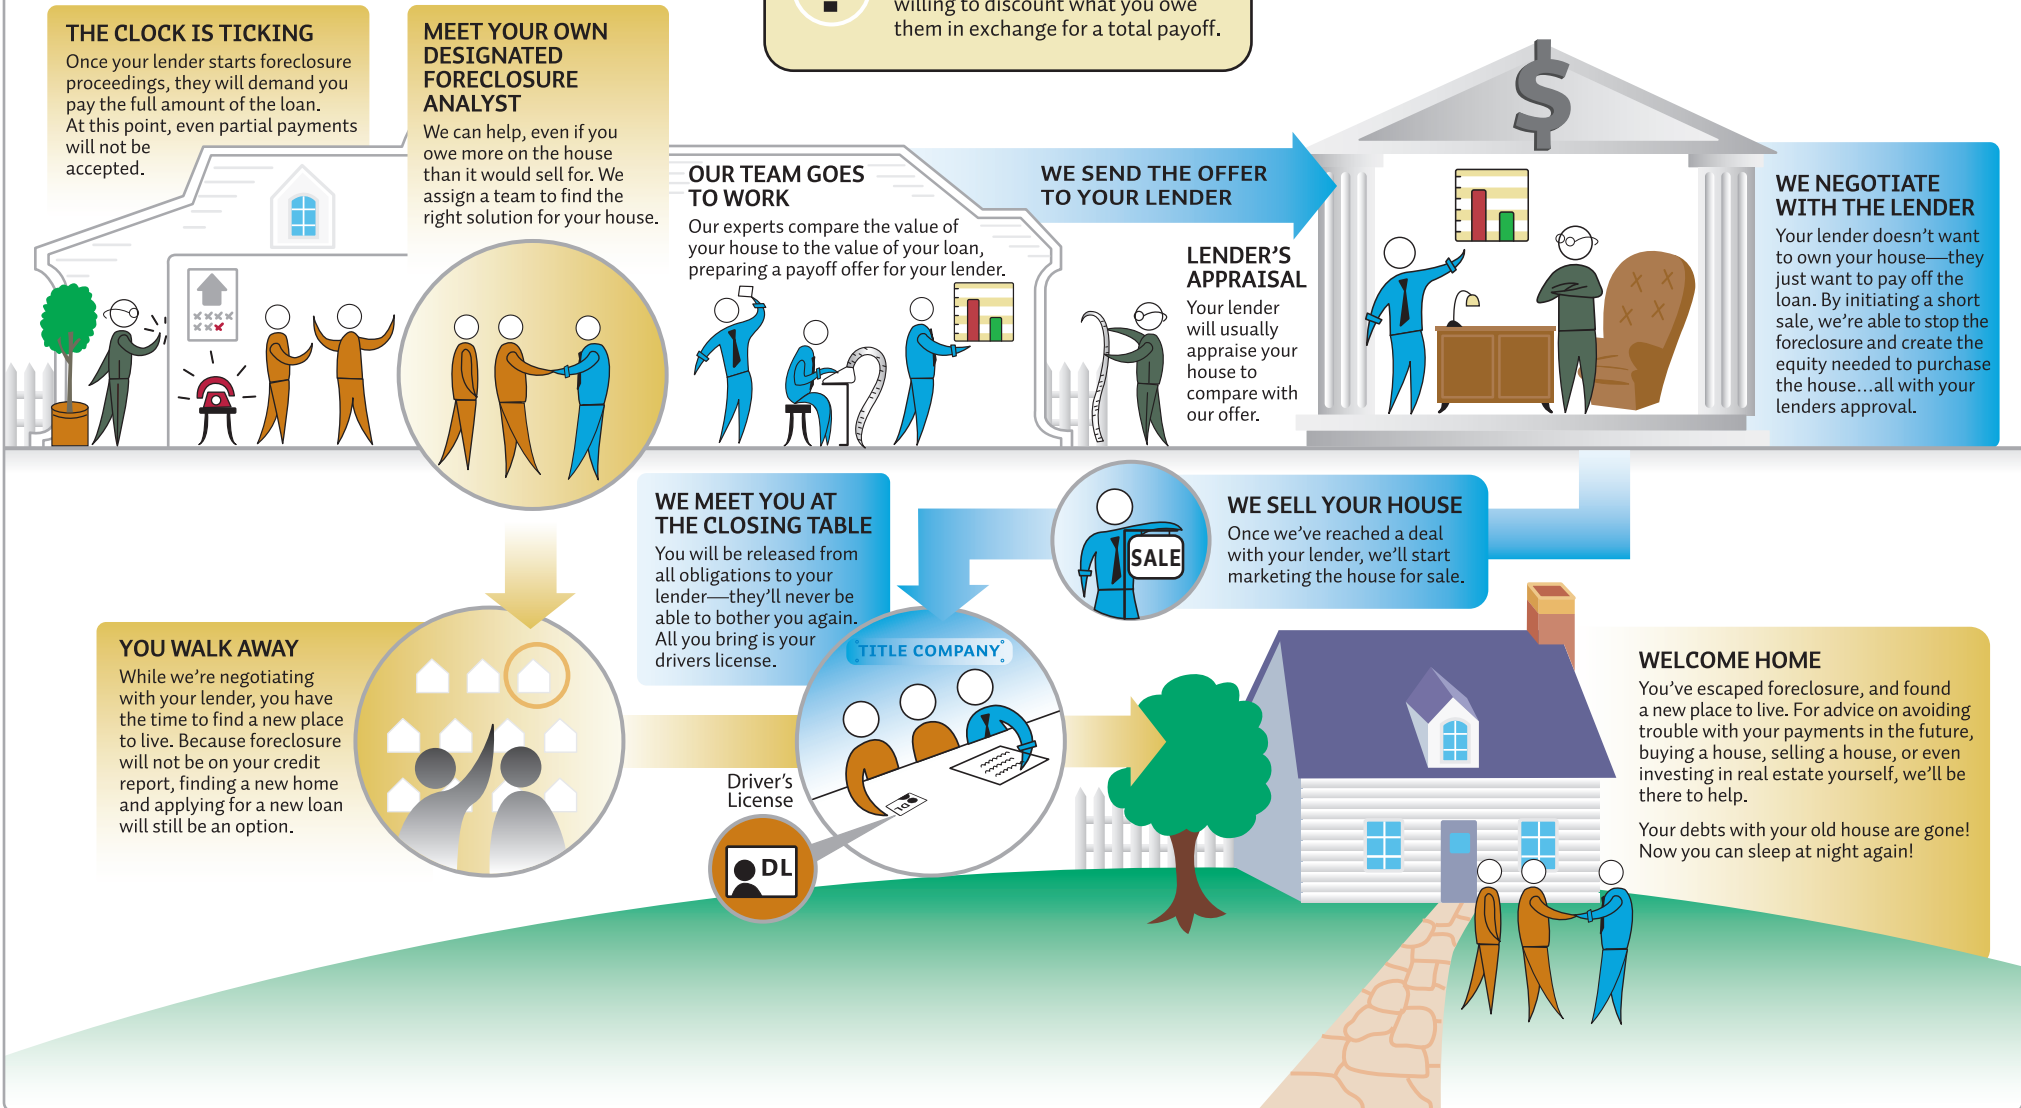 willing to discount what you owe
them in exchange for a total payoff.
THE CLOCK IS TICKING
Once your lender starts foreclosure
proceedings, they will demand you
pay the full amount of the loan.
At this point, even partial payments
will not be
accepted.
MEET YOUR OWN
DESIGNATED
FORECLOSURE
ANALYST
We can help, even if you
owe more on the house
than it would sell for. We
assign a team to find the
right solution for your house.
OUR TEAM GOES
TO WORK
Our experts compare the value of
your house to the value of your loan,
preparing a payoff offer for your lender.
WE SEND THE OFFER
TO YOUR LENDER
LENDER'S
APPRAISAL
Your lender
will usually
appraise your
house to
compare with
our offer.
$
WE NEGOTIATE
WITH THE LENDER
Your lender doesn't want
to own your house—they
just want to pay off the
loan. By initiating a short
sale, we're able to stop the
foreclosure and create the
equity needed to purchase
the house...all with your
lenders approval.
WE SELL YOUR HOUSE
Once we've reached a deal
with your lender, we'll start
marketing the house for sale.
SALE
WE MEET YOU AT
THE CLOSING TABLE
You will be released from
all obligations to your
lender—they'll never be
able to bother you again.
All you bring is your
drivers license.
TITLE COMPANY
Driver's
License
DL
DL
YOU WALK AWAY
While we're negotiating
with your lender, you have
the time to find a new place
to live. Because foreclosure
will not be on your credit
report, finding a new home
and applying for a new loan
will still be an option.
WELCOME HOME
You've escaped foreclosure, and found
a new place to live. For advice on avoiding
trouble with your payments in the future,
buying a house, selling a house, or even
investing in real estate yourself, we'll be
there to help.
Your debts with your old house are gone!
Now you can sleep at night again!